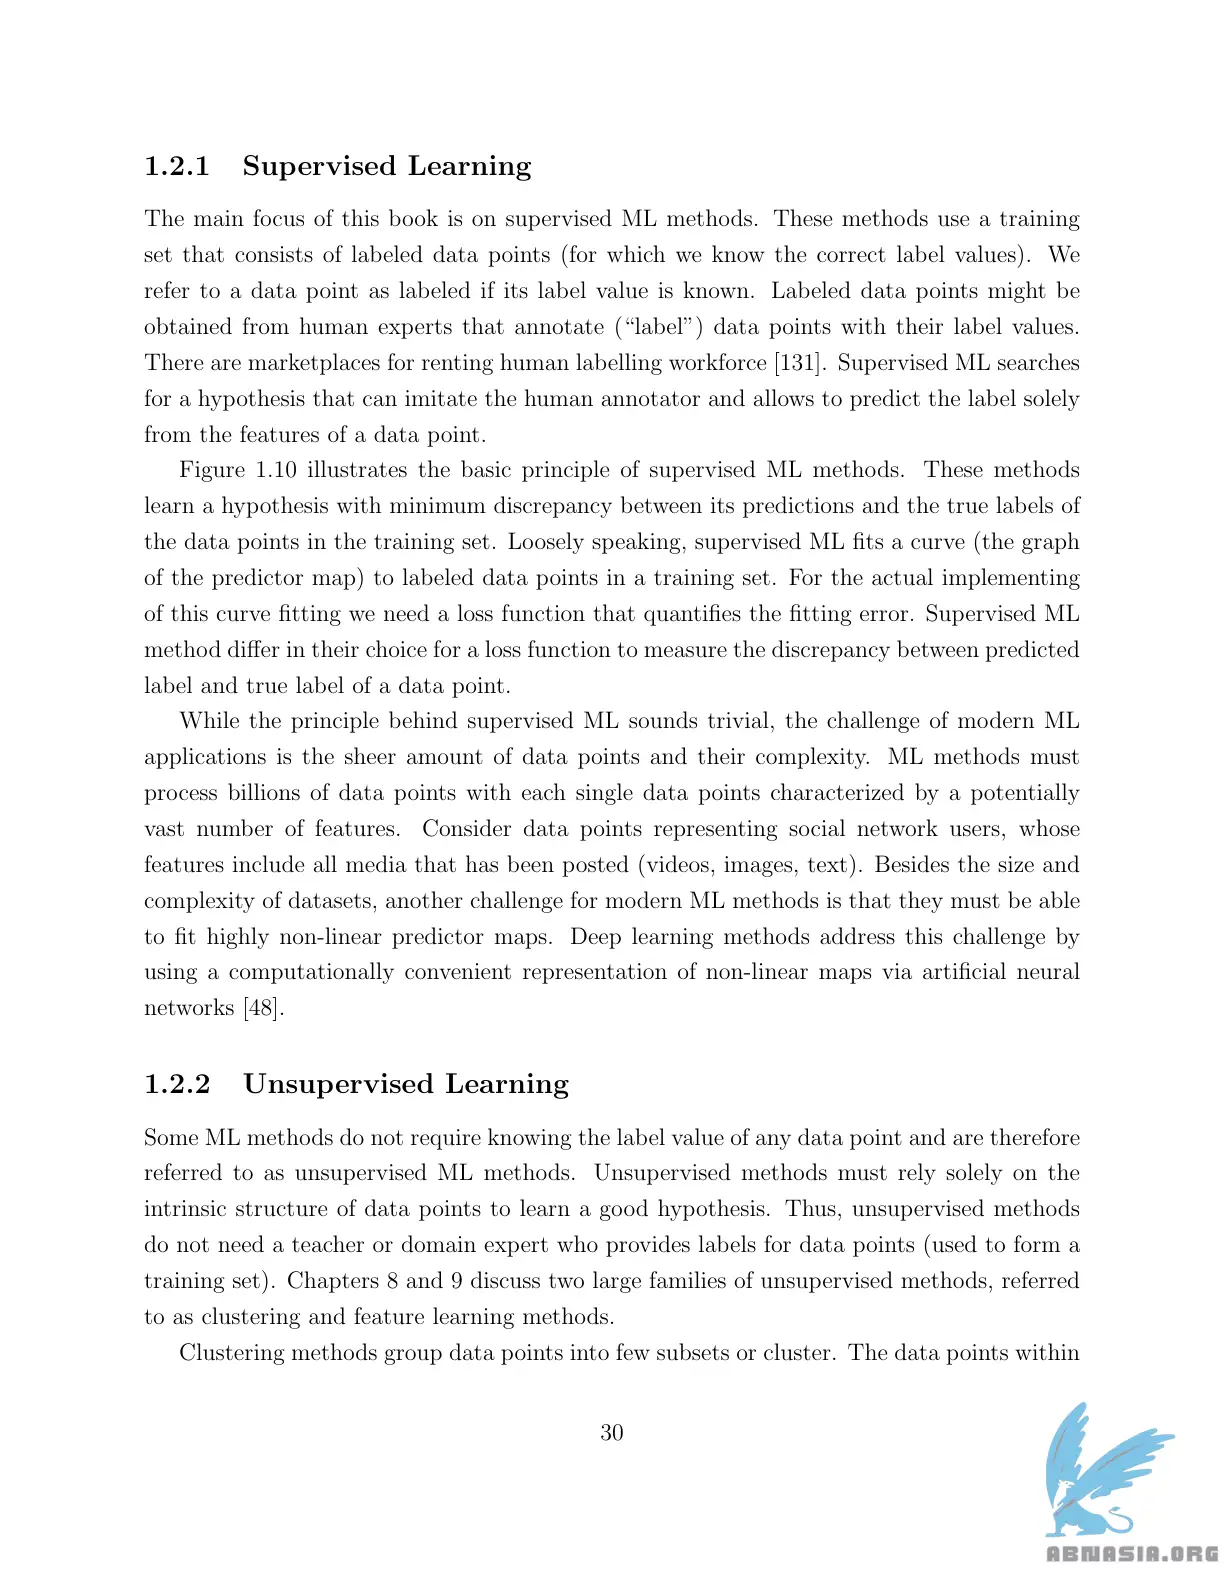 1.2.1 Supervised Learning
The main focus of this book is on supervised ML methods. These methods use a training
set that consists of labeled data points (for which we know the correct label values). We
refer to a data point as labeled if its label value is known. Labeled data points might be
obtained from human experts that annotate (“label”) data points with their label values.
There are marketplaces for renting human labelling workforce [131]. Supervised ML searches
for a hypothesis that can imitate the human annotator and allows to predict the label solely
from the features of a data point.
Figure 1.10 illustrates the basic principle of supervised ML methods. These methods
learn a hypothesis with minimum discrepancy between its predictions and the true labels of
the data points in the training set. Loosely speaking, supervised ML fits a curve (the graph
of the predictor map) to labeled data points in a training set. For the actual implementing
of this curve fitting we need a loss function that quantifies the fitting error. Supervised ML
method differ in their choice for a loss function to measure the discrepancy between predicted
label and true label of a data point.
While the principle behind supervised ML sounds trivial, the challenge of modern ML
applications is the sheer amount of data points and their complexity. ML methods must
process billions of data points with each single data points characterized by a potentially
vast number of features. Consider data points representing social network users, whose
features include all media that has been posted (videos, images, text). Besides the size and
complexity of datasets, another challenge for modern ML methods is that they must be able
to fit highly non-linear predictor maps. Deep learning methods address this challenge by
using a computationally convenient representation of non-linear maps via artificial neural
networks [48].
1.2.2 Unsupervised Learning
Some ML methods do not require knowing the label value of any data point and are therefore
referred to as unsupervised ML methods. Unsupervised methods must rely solely on the
intrinsic structure of data points to learn a good hypothesis. Thus, unsupervised methods
do not need a teacher or domain expert who provides labels for data points (used to form a
training set). Chapters 8 and 9 discuss two large families of unsupervised methods, referred
to as clustering and feature learning methods.
Clustering methods group data points into few subsets or cluster. The data points within
30
ABNASIA.ORG